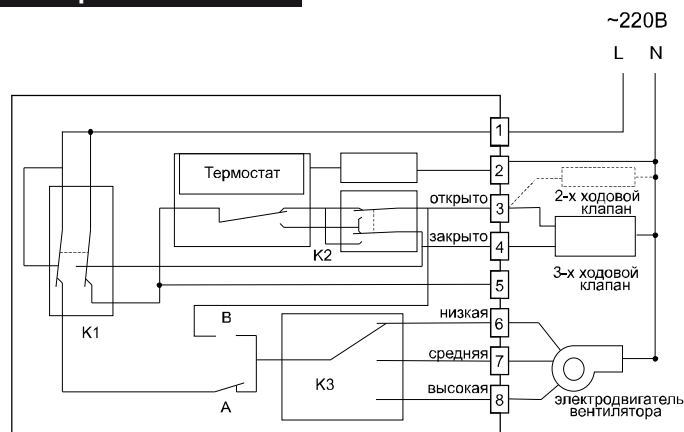 ~220В
L N
1
Термостат
2
открыто
3
2-х ходовой
клапан
закрыто
4
K2
3-х ходовой
клапан
5
K1
B
низкая
6
средняя
7
K3
высокая
8
A
электродвигатель
вентилятора